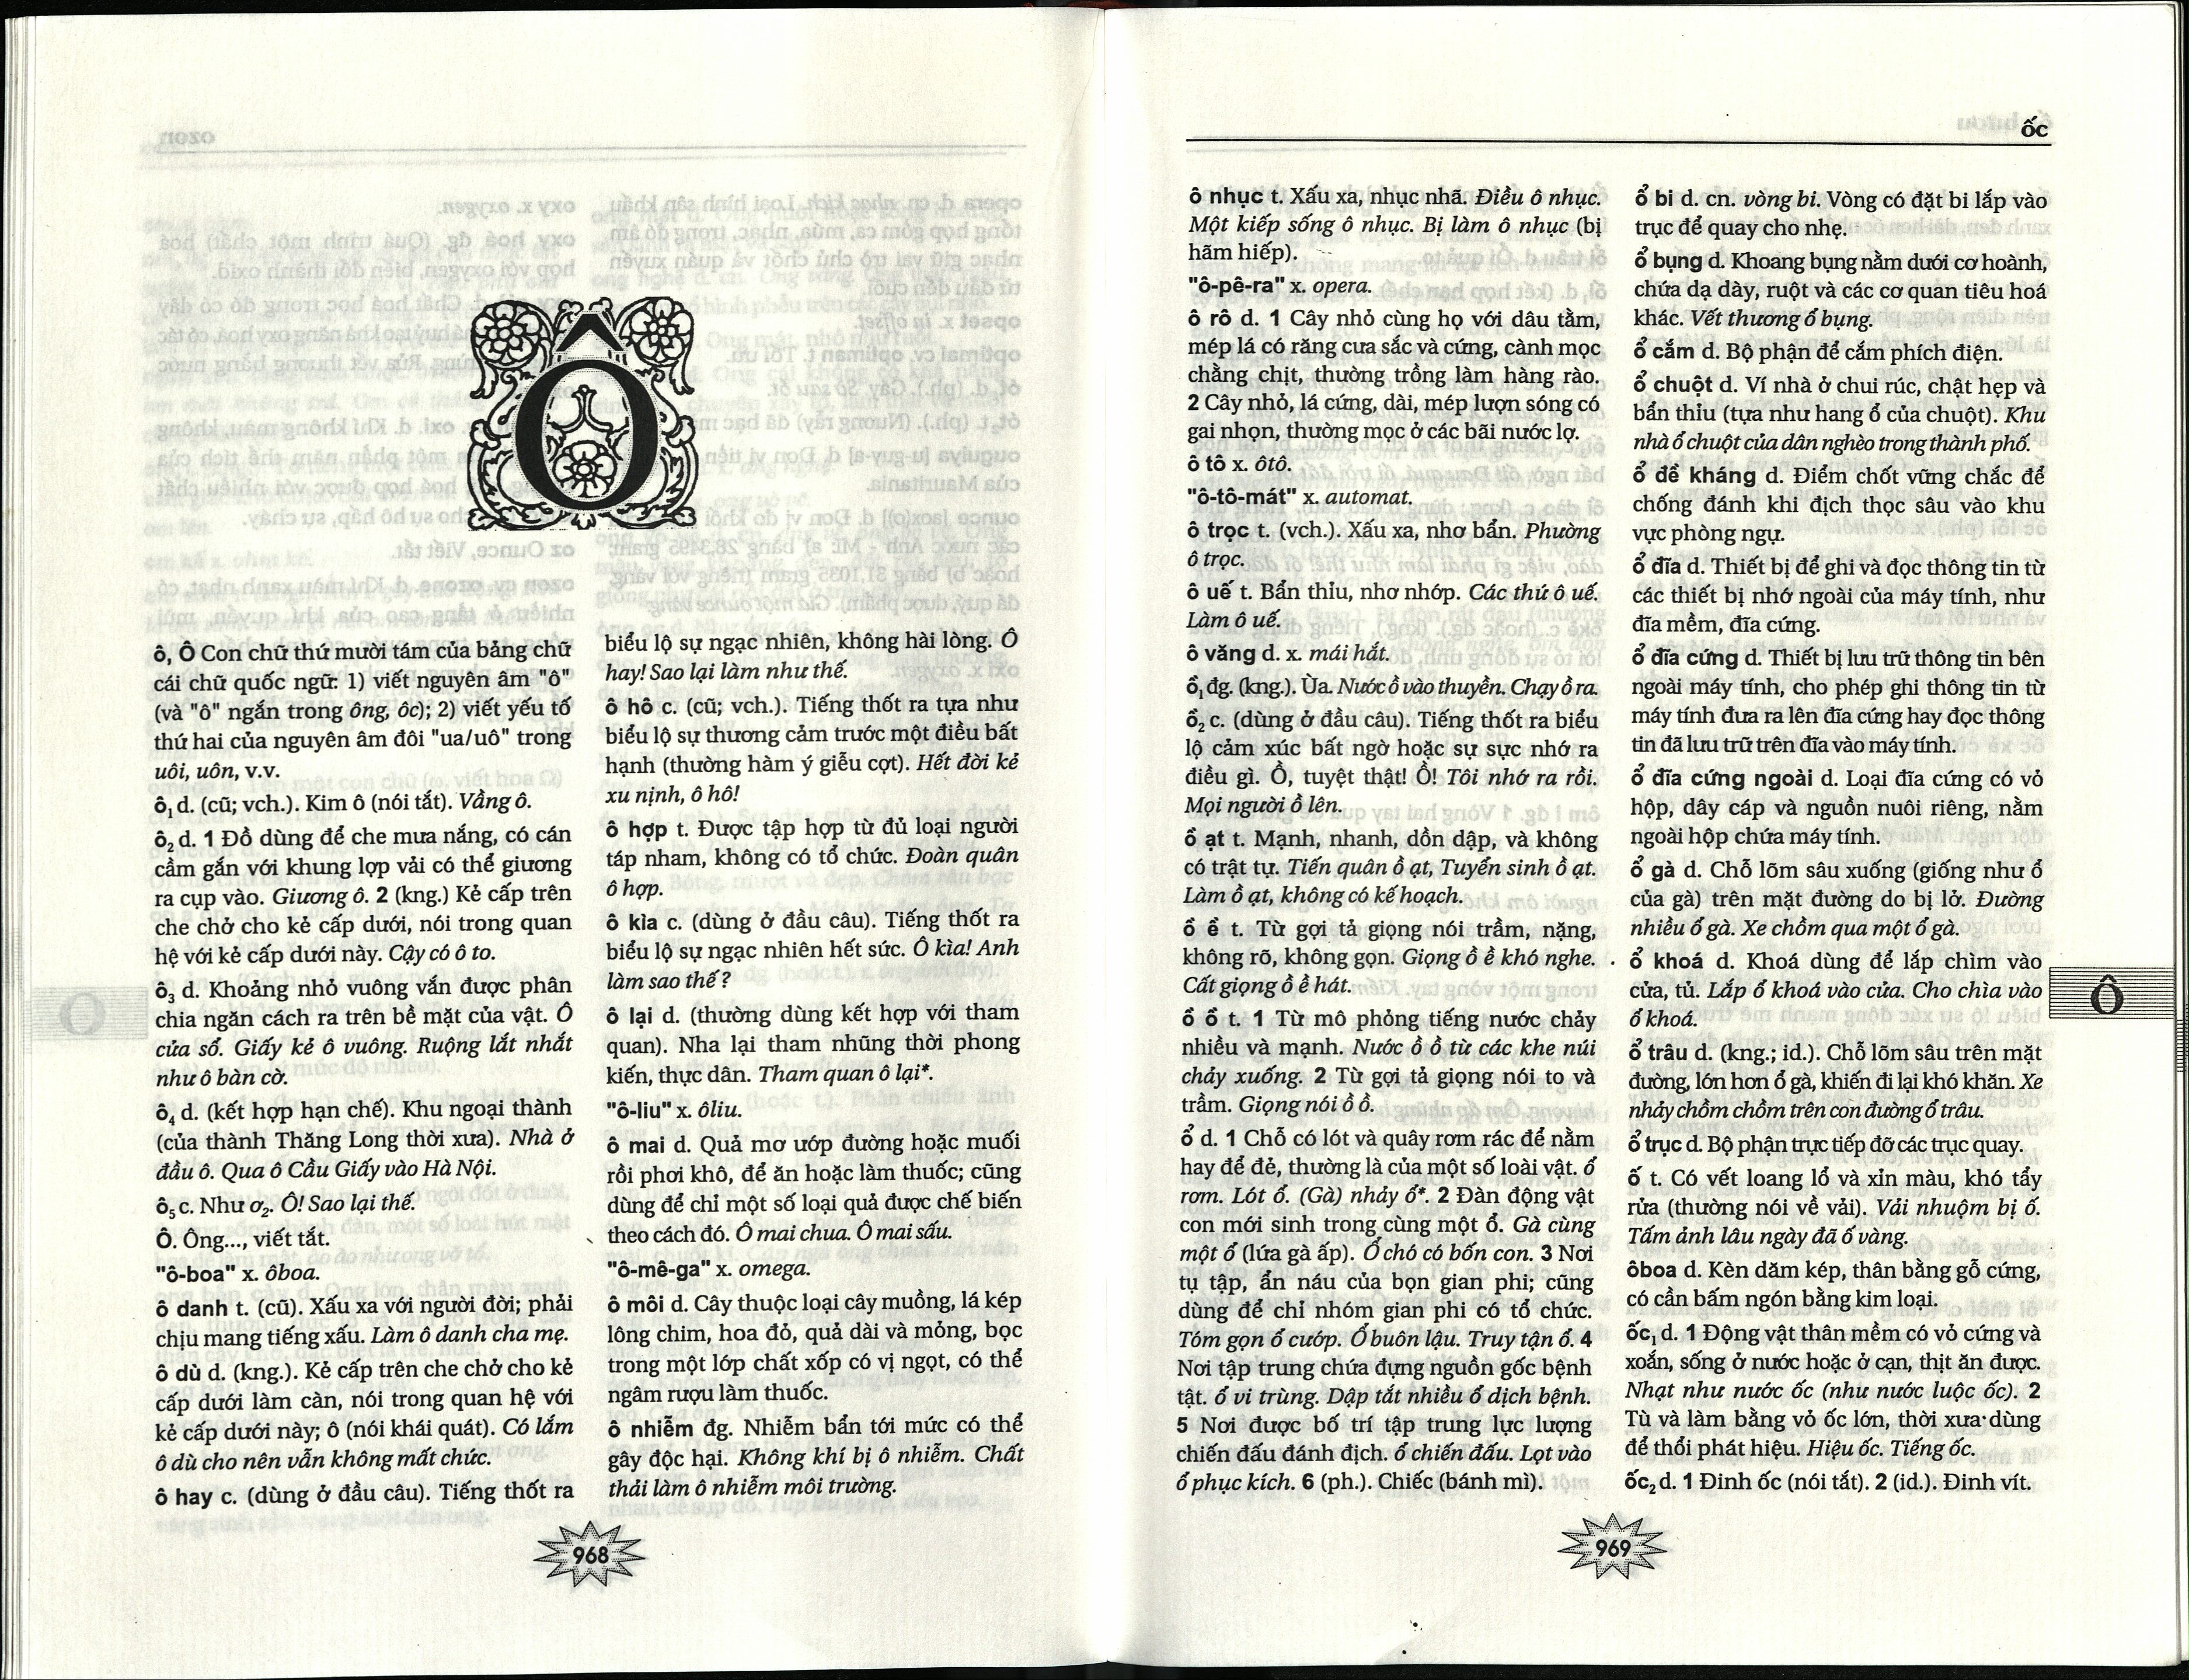 Ô
ô, Ô Con chữ thứ mười tám của bảng chữ
cái chữ quốc ngữ: 1) viết nguyên âm "ô"
(và "ô" ngắn trong ông, ôc); 2) viết yếu tố
thứ hai của nguyên âm đôi "ua/uô" trong
uôi, uôn, v.v.
ô₁ d. (cũ; vch.). Kim ô (nói tắt). Vầng ô.
ô₂ d. 1 Đồ dùng để che mưa nắng, có cán
cầm gắn với khung lợp vải có thể giương
ra cụp vào. Giương ô. 2 (kng.) Kẻ cấp trên
che chở cho kẻ cấp dưới, nói trong quan
hệ với kẻ cấp dưới này. Cậy có ô to.
ô₃ d. Khoảng nhỏ vuông vắn được phân
chia ngăn cách ra trên bề mặt của vật. Ô
cửa sổ. Giấy kẻ ô vuông. Ruộng lắt nhắt
như ô bàn cờ.
ô₄ d. (kết hợp hạn chế). Khu ngoại thành
(của thành Thăng Long thời xưa). Nhà ở
đầu ô. Qua ô Cầu Giấy vào Hà Nội.
ô₅ c. Như ơ₂. Ô! Sao lại thế.
Ô. Ông..., viết tắt.
"ô-boa" x. ôboa.
ô danh t. (cũ). Xấu xa với người đời; phải
chịu mang tiếng xấu. Làm ô danh cha mẹ.
ô dù d. (kng.). Kẻ cấp trên che chở cho kẻ
cấp dưới làm càn, nói trong quan hệ với
kẻ cấp dưới này; ô (nói khái quát). Có lắm
ô dù cho nên vẫn không mất chức.
ô hay c. (dùng ở đầu câu). Tiếng thốt ra
biểu lộ sự ngạc nhiên, không hài lòng. Ô
hay! Sao lại làm như thế.
ô hô c. (cũ; vch.). Tiếng thốt ra tựa như
biểu lộ sự thương cảm trước một điều bất
hạnh (thường hàm ý giễu cợt). Hết đời kẻ
xu nịnh, ô hô!
ô hợp t. Được tập hợp từ đủ loại người
táp nham, không có tổ chức. Đoàn quân
ô hợp.
ô kìa c. (dùng ở đầu câu). Tiếng thốt ra
biểu lộ sự ngạc nhiên hết sức. Ô kìa! Anh
làm sao thế?
ô lại d. (thường dùng kết hợp với tham
quan). Nha lại tham nhũng thời phong
kiến, thực dân. Tham quan ô lại*.
"ô-liu" x. ôliu.
ô mai d. Quả mơ ướp đường hoặc muối
rồi phơi khô, để ăn hoặc làm thuốc; cũng
dùng để chỉ một số loại quả được chế biến
theo cách đó. Ô mai chua. Ô mai sấu.
"ô-mê-ga" x. omega.
ô môi d. Cây thuộc loại cây muồng, lá kép
lông chim, hoa đỏ, quả dài và mỏng, bọc
trong một lớp chất xốp có vị ngọt, có thể
ngâm rượu làm thuốc.
ô nhiễm đg. Nhiễm bẩn tới mức có thể
gây độc hại. Không khí bị ô nhiễm. Chất
thải làm ô nhiễm môi trường.
968
ốc
ô nhục t. Xấu xa, nhục nhã. Điều ô nhục.
Một kiếp sống ô nhục. Bị làm ô nhục (bị
hãm hiếp).
"ô-pê-ra" x. opera.
ô rô d. 1 Cây nhỏ cùng họ với dâu tằm,
mép lá có răng cưa sắc và cứng, cành mọc
chằng chịt, thường trồng làm hàng rào.
2 Cây nhỏ, lá cứng, dài, mép lượn sóng có
gai nhọn, thường mọc ở các bãi nước lợ.
ô tô x. ôtô.
"ô-tô-mát" x. automat.
ô trọc t. (vch.). Xấu xa, nhơ bẩn. Phường
ô trọc.
ô uế t. Bẩn thỉu, nhơ nhớp. Các thứ ô uế.
Làm ô uế.
ô văng d. x. mái hắt.
ồ₁ đg. (kng.). Ùa. Nước ồ vào thuyền. Chạy ồ ra.
ồ₂ c. (dùng ở đầu câu). Tiếng thốt ra biểu
lộ cảm xúc bất ngờ hoặc sự sực nhớ ra
điều gì. Ồ, tuyệt thật! Ồ! Tôi nhớ ra rồi.
Mọi người ồ lên.
ồ ạt t. Mạnh, nhanh, dồn dập, và không
có trật tự. Tiến quân ồ ạt, Tuyển sinh ồ ạt.
Làm ồ ạt, không có kế hoạch.
ồ ề t. Từ gợi tả giọng nói trầm, nặng,
không rõ, không gọn. Giọng ồ ề khó nghe.
Cất giọng ồ ề hát.
ồ ồ t. 1 Từ mô phỏng tiếng nước chảy
nhiều và mạnh. Nước ồ ồ từ các khe núi
chảy xuống. 2 Từ gợi tả giọng nói to và
trầm. Giọng nói ồ ồ.
ổ d. 1 Chỗ có lót và quây rơm rác để nằm
hay để đẻ, thường là của một số loài vật. ổ
rơm. Lót ổ. (Gà) nhảy ổ*. 2 Đàn động vật
con mới sinh trong cùng một ổ. Gà cùng
một ổ (lứa gà ấp). Ổ chó có bốn con. 3 Nơi
tụ tập, ẩn náu của bọn gian phi; cũng
dùng để chỉ nhóm gian phi có tổ chức.
Tóm gọn ổ cướp. Ổ buôn lậu. Truy tận ổ. 4
Nơi tập trung chứa đựng nguồn gốc bệnh
tật. ổ vi trùng. Dập tắt nhiều ổ dịch bệnh.
5 Nơi được bố trí tập trung lực lượng
chiến đấu đánh địch. ổ chiến đấu. Lọt vào
ổ phục kích. 6 (ph.). Chiếc (bánh mì).
ổ bi d. cn. vòng bi. Vòng có đặt bi lắp vào
trục để quay cho nhẹ.
ổ bụng d. Khoang bụng nằm dưới cơ hoành,
chứa dạ dày, ruột và các cơ quan tiêu hoá
khác. Vết thương ổ bụng.
ổ cắm d. Bộ phận để cắm phích điện.
ổ chuột d. Ví nhà ở chui rúc, chật hẹp và
bẩn thỉu (tựa như hang ổ của chuột). Khu
nhà ổ chuột của dân nghèo trong thành phố.
ổ đề kháng d. Điểm chốt vững chắc để
chống đánh khi địch thọc sâu vào khu
vực phòng ngự.
ổ đĩa d. Thiết bị để ghi và đọc thông tin từ
các thiết bị nhớ ngoài của máy tính, như
đĩa mềm, đĩa cứng.
ổ đĩa cứng d. Thiết bị lưu trữ thông tin bên
ngoài máy tính, cho phép ghi thông tin từ
máy tính đưa ra lên đĩa cứng hay đọc thông
tin đã lưu trữ trên đĩa vào máy tính.
ổ đĩa cứng ngoài d. Loại đĩa cứng có vỏ
hộp, dây cáp và nguồn nuôi riêng, nằm
ngoài hộp chứa máy tính.
ổ gà d. Chỗ lõm sâu xuống (giống như ổ
của gà) trên mặt đường do bị lở. Đường
nhiều ổ gà. Xe chồm qua một ổ gà.
ổ khoá d. Khoá dùng để lắp chìm vào
cửa, tủ. Lắp ổ khoá vào cửa. Cho chìa vào
ổ khoá.
ổ trâu d. (kng.; id.). Chỗ lõm sâu trên mặt
đường, lớn hơn ổ gà, khiến đi lại khó khăn. Xe
nhảy chồm chồm trên con đường ổ trâu.
ổ trục d. Bộ phận trực tiếp đỡ các trục quay.
ố t. Có vết loang lổ và xỉn màu, khó tẩy
rửa (thường nói về vải). Vải nhuộm bị ố.
Tấm ảnh lâu ngày đã ố vàng.
ôboa d. Kèn dăm kép, thân bằng gỗ cứng,
có cần bấm ngón bằng kim loại.
ốc₁ d. 1 Động vật thân mềm có vỏ cứng và
xoắn, sống ở nước hoặc ở cạn, thịt ăn được.
Nhạt như nước ốc (như nước luộc ốc). 2
Tù và làm bằng vỏ ốc lớn, thời xưa dùng
để thổi phát hiệu. Hiệu ốc. Tiếng ốc.
ốc₂ d. 1 Đinh ốc (nói tắt). 2 (id.). Đinh vít.
Ô
969